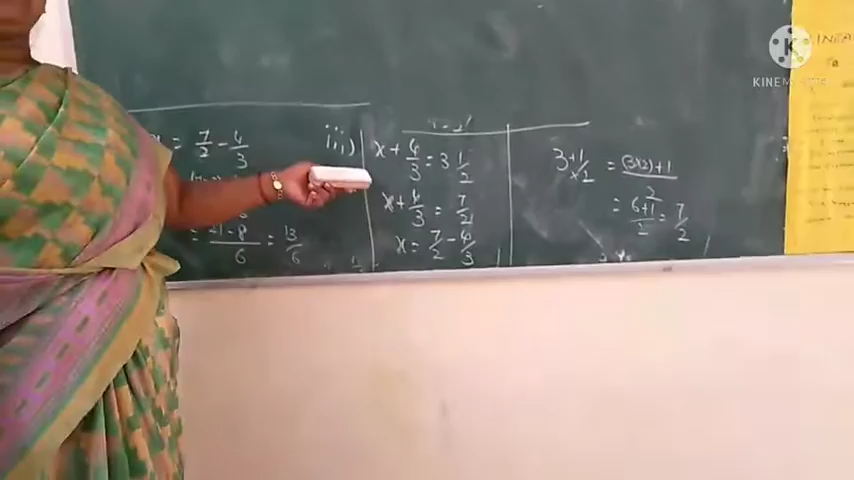 x = 7/2 - 4/3
21 - 8/6 = 13/6
iii) x + 4/3 = 3 1/2
x + 4/3 = 7/2
x = 7/2 - 4/3
3 + 1/2 = (3×2)+1/2
= 6+1/2 = 7/2
K
KINEMASTER